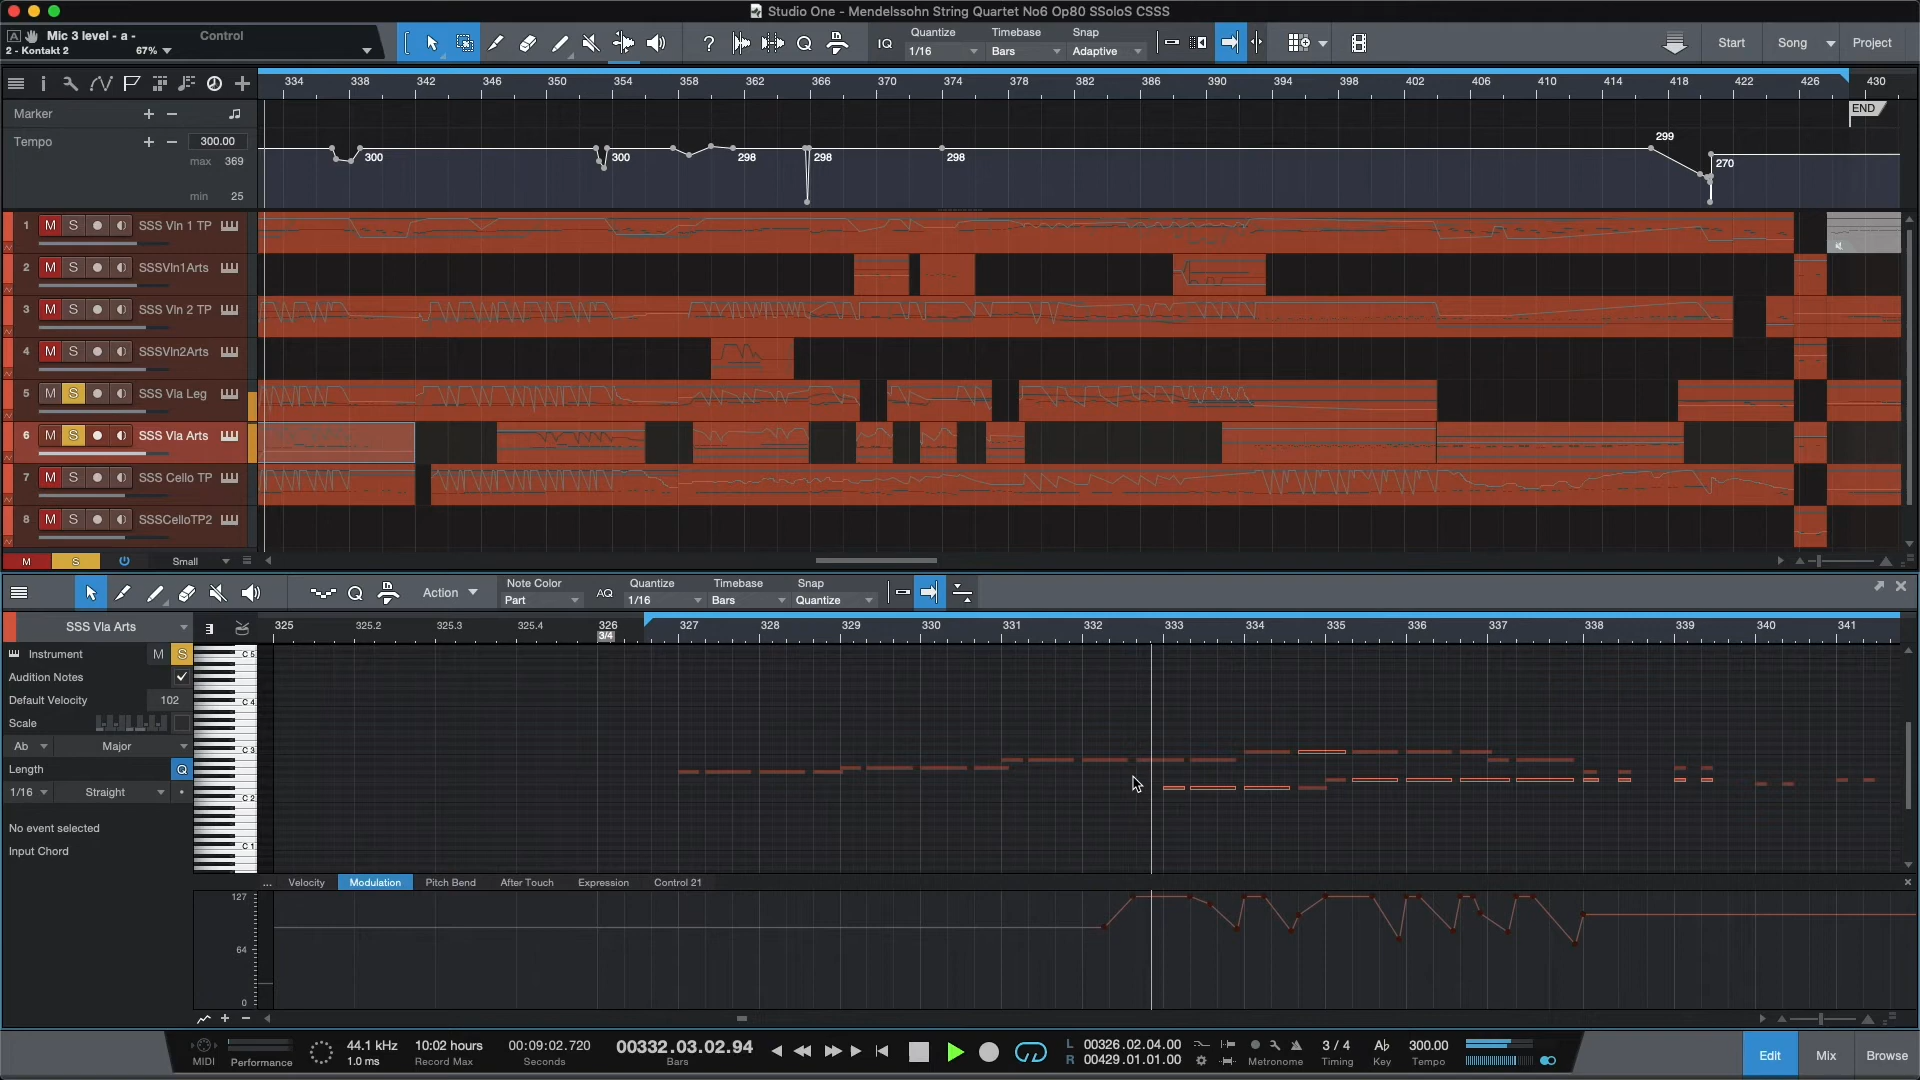 Studio One - Mendelssohn String Quartet No6 Op80 SSoloS CSSS
A Mic 3 level - a - Control
2 - Kontakt 2 67%
? IQ
Quantize Timebase Snap
1/16 Bars Adaptive
Start Song Project
334 338 342 346 350 354 358 362 366 370 374 378 382 386 390 394 398 402 406 410 414 418 422 426 430
Marker + −
END
Tempo + − 300.00
max 369
min 25
300 300 298 298 298 299 270
1 M S SSS Vln 1 TP
2 M S SSSVln1Arts
3 M S SSS Vln 2 TP
4 M S SSSVln2Arts
5 M S SSS Vla Leg
6 M S SSS Vla Arts
7 M S SSS Cello TP
8 M S SSSCelloTP2
M S Small
Action
Note Color
Part
AQ
Quantize Timebase Snap
1/16 Bars Quantize
SSS Vla Arts
325 325.2 325.3 325.4 326 327 328 329 330 331 332 333 334 335 336 337 338 339 340 341
3/4
Instrument M S
Audition Notes
Default Velocity 102
Scale
Ab Major
Length Q
1/16 Straight
No event selected
Input Chord
C 5
C 4
C 3
C 2
C 1
... Velocity Modulation Pitch Bend After Touch Expression Control 21
127
64
0
MIDI Performance
44.1 kHz
1.0 ms
10:02 hours
Record Max
00:09:02.720
Seconds
00332.03.02.94
Bars
L 00326.02.04.00
R 00429.01.01.00
Metronome
Timing
3 / 4
Key
Ab
300.00
Tempo
Edit Mix Browse